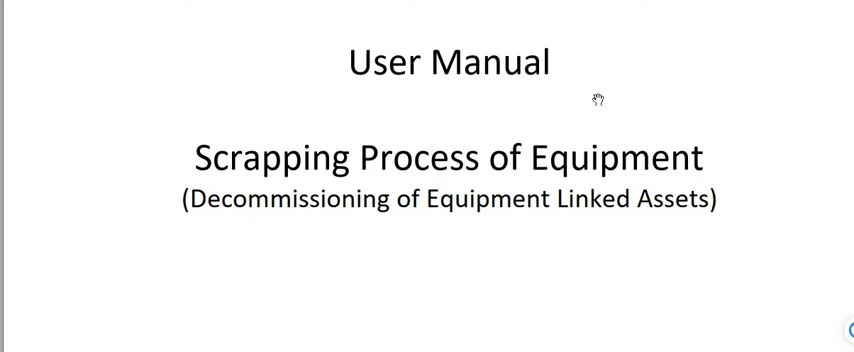 User Manual
Scrapping Process of Equipment
(Decommissioning of Equipment Linked Assets)